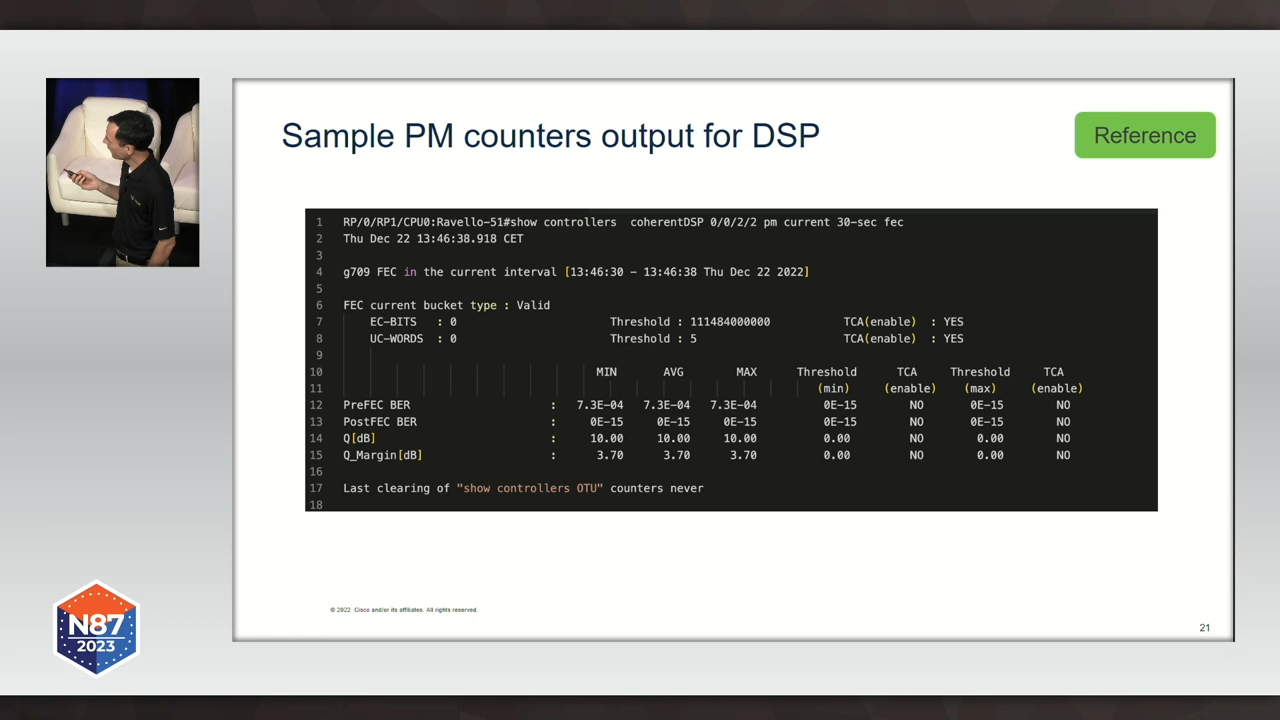 Sample PM counters output for DSP
Reference
1 RP/0/RP1/CPU0:Ravello-51#show controllers  coherentDSP 0/0/2/2 pm current 30-sec fec
2 Thu Dec 22 13:46:38.918 CET
3
4 g709 FEC in the current interval [13:46:30 – 13:46:38 Thu Dec 22 2022]
5
6 FEC current bucket type : Valid
7 EC-BITS : 0 Threshold : 111484000000 TCA(enable) : YES
8 UC-WORDS : 0 Threshold : 5 TCA(enable) : YES
9
10 MIN AVG MAX Threshold TCA Threshold TCA
11 (min) (enable) (max) (enable)
12 PreFEC BER : 7.3E-04 7.3E-04 7.3E-04 0E-15 NO 0E-15 NO
13 PostFEC BER : 0E-15 0E-15 0E-15 0E-15 NO 0E-15 NO
14 Q[dB] : 10.00 10.00 10.00 0.00 NO 0.00 NO
15 Q_Margin[dB] : 3.70 3.70 3.70 0.00 NO 0.00 NO
16
17 Last clearing of "show controllers OTU" counters never
18
© 2022 Cisco and/or its affiliates. All rights reserved.
21
N87
2023